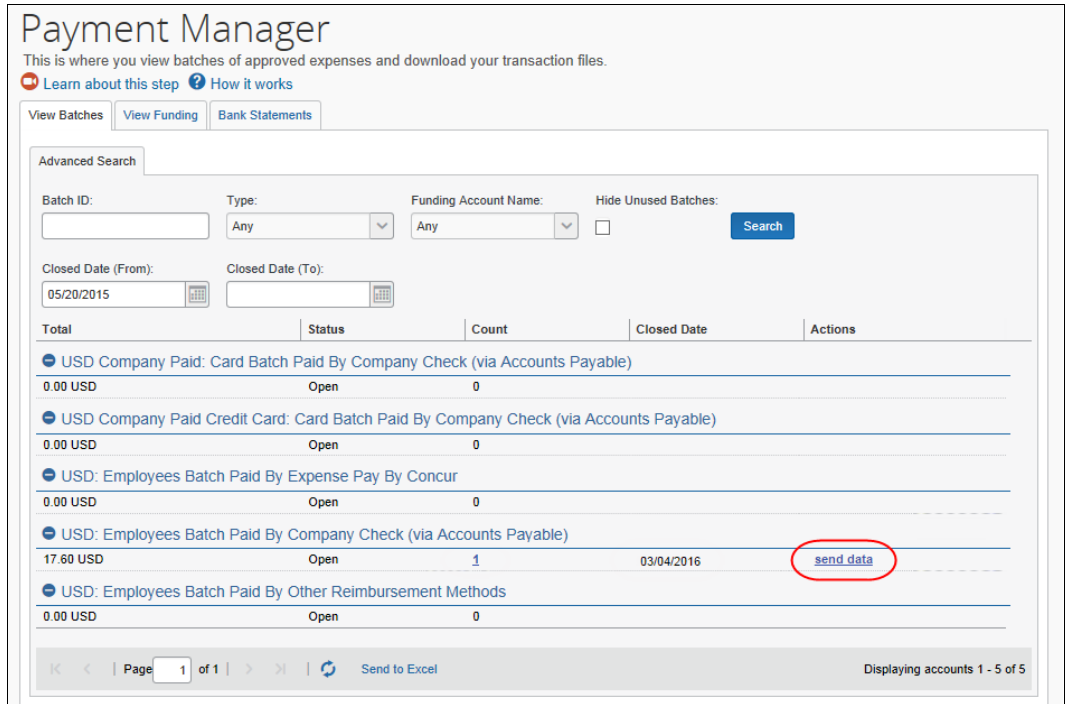 Payment Manager
This is where you view batches of approved expenses and download your transaction files.
Learn about this step ? How it works
View Batches View Funding Bank Statements
Advanced Search
Batch ID: Type: Funding Account Name: Hide Unused Batches:
Any Any Search
Closed Date (From): Closed Date (To):
05/20/2015
Total Status Count Closed Date Actions
USD Company Paid: Card Batch Paid By Company Check (via Accounts Payable)
0.00 USD Open 0
USD Company Paid Credit Card: Card Batch Paid By Company Check (via Accounts Payable)
0.00 USD Open 0
USD: Employees Batch Paid By Expense Pay By Concur
0.00 USD Open 0
USD: Employees Batch Paid By Company Check (via Accounts Payable)
17.60 USD Open 1 03/04/2016 send data
USD: Employees Batch Paid By Other Reimbursement Methods
0.00 USD Open 0
Page 1 of 1 Send to Excel Displaying accounts 1 - 5 of 5